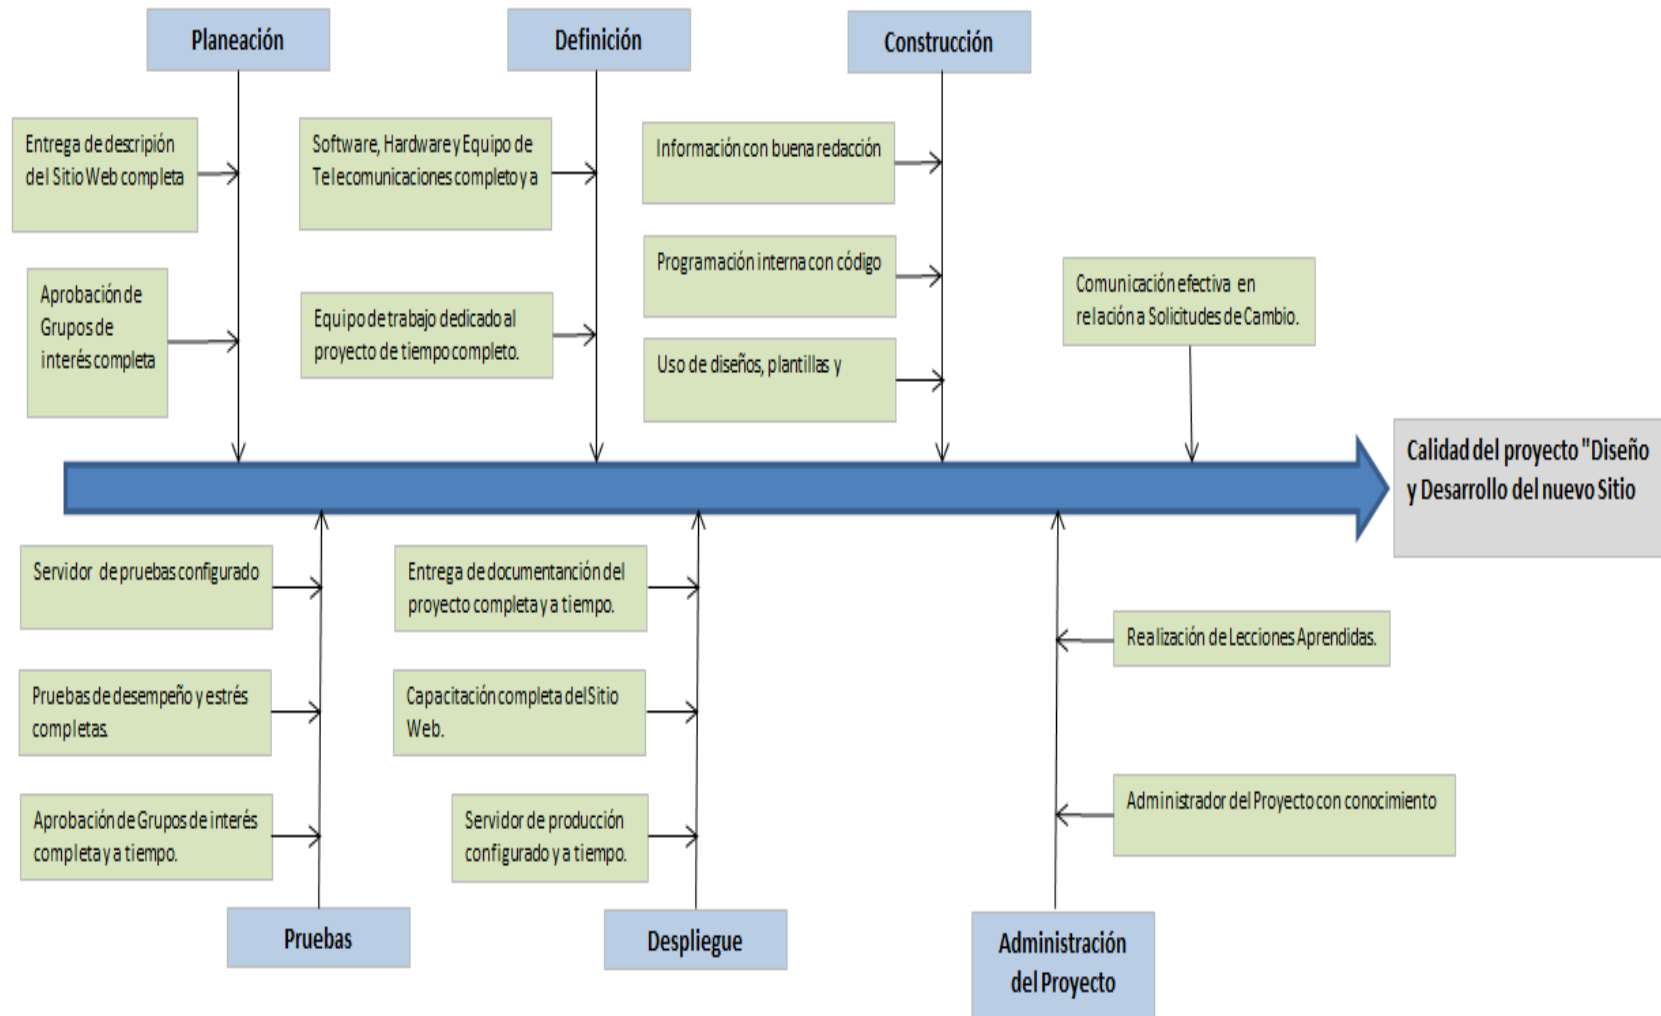 Planeación
Definición
Construcción
Entrega de descripión
del Sitio Web completa
Software, Hardware y Equipo de
Telecomunicaciones completo y a
Información con buena redacción
Aprobación de
Grupos de
interés completa
Equipo de trabajo dedicado al
proyecto de tiempo completo.
Programación interna con código
Uso de diseños, plantillas y
Comunicación efectiva en
relación a Solicitudes de Cambio.
Calidad del proyecto "Diseño
y Desarrollo del nuevo Sitio
Servidor de pruebas configurado
Entrega de documentanción del
proyecto completa y a tiempo.
Realización de Lecciones Aprendidas.
Pruebas de desempeño y estrés
completas.
Capacitación completa del Sitio
Web.
Aprobación de Grupos de interés
completa y a tiempo.
Servidor de producción
configurado y a tiempo.
Administrador del Proyecto con conocimiento
Pruebas
Despliegue
Administración
del Proyecto